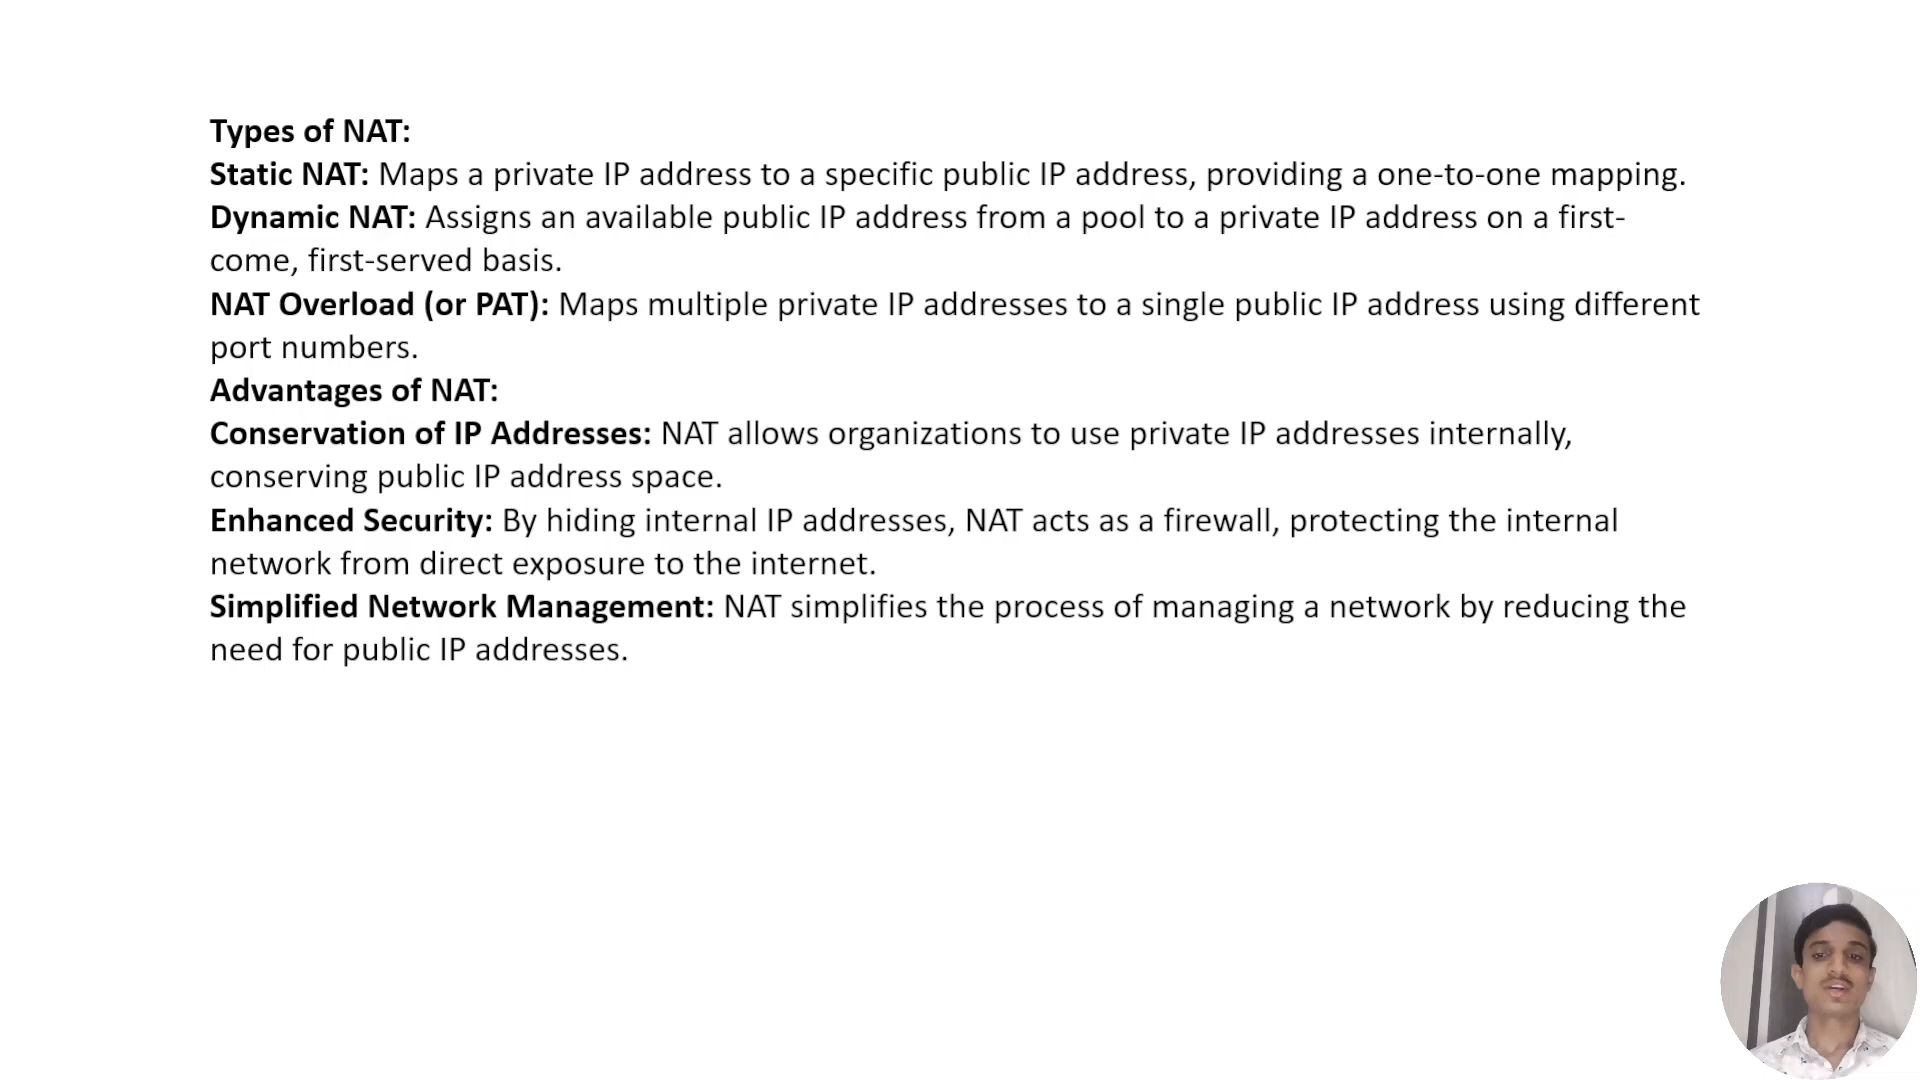 Types of NAT:
Static NAT: Maps a private IP address to a specific public IP address, providing a one-to-one mapping.
Dynamic NAT: Assigns an available public IP address from a pool to a private IP address on a first-
come, first-served basis.
NAT Overload (or PAT): Maps multiple private IP addresses to a single public IP address using different
port numbers.
Advantages of NAT:
Conservation of IP Addresses: NAT allows organizations to use private IP addresses internally,
conserving public IP address space.
Enhanced Security: By hiding internal IP addresses, NAT acts as a firewall, protecting the internal
network from direct exposure to the internet.
Simplified Network Management: NAT simplifies the process of managing a network by reducing the
need for public IP addresses.